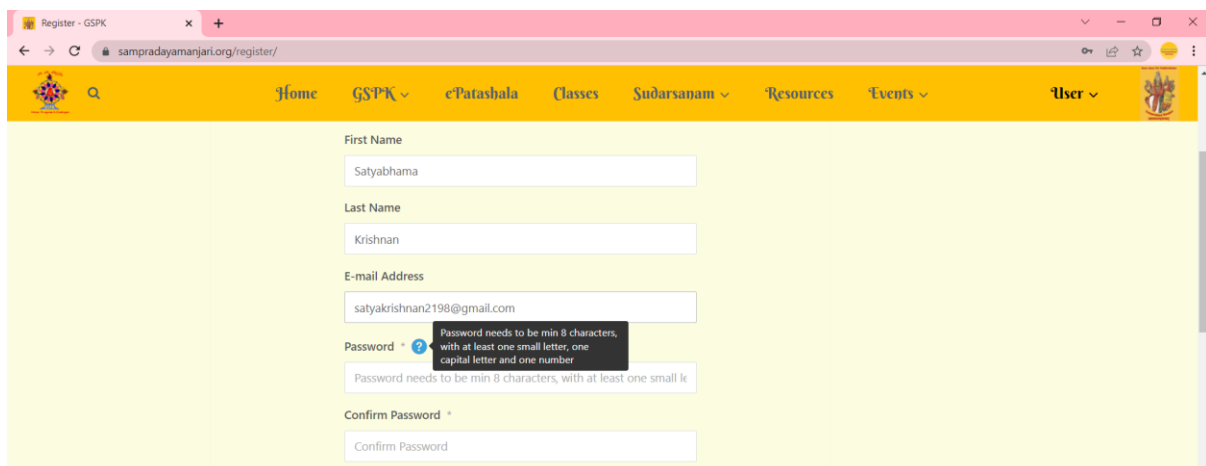 Register - GSPK
sampradayamanjari.org/register/
Home GSPK ePatashala Classes Sudarsanam Resources Events User
First Name
Satyabhama
Last Name
Krishnan
E-mail Address
satyakrishnan2198@gmail.com
Password * ?
Password needs to be min 8 characters,
with at least one small letter, one
capital letter and one number
Password needs to be min 8 characters, with at least one small le
Confirm Password *
Confirm Password